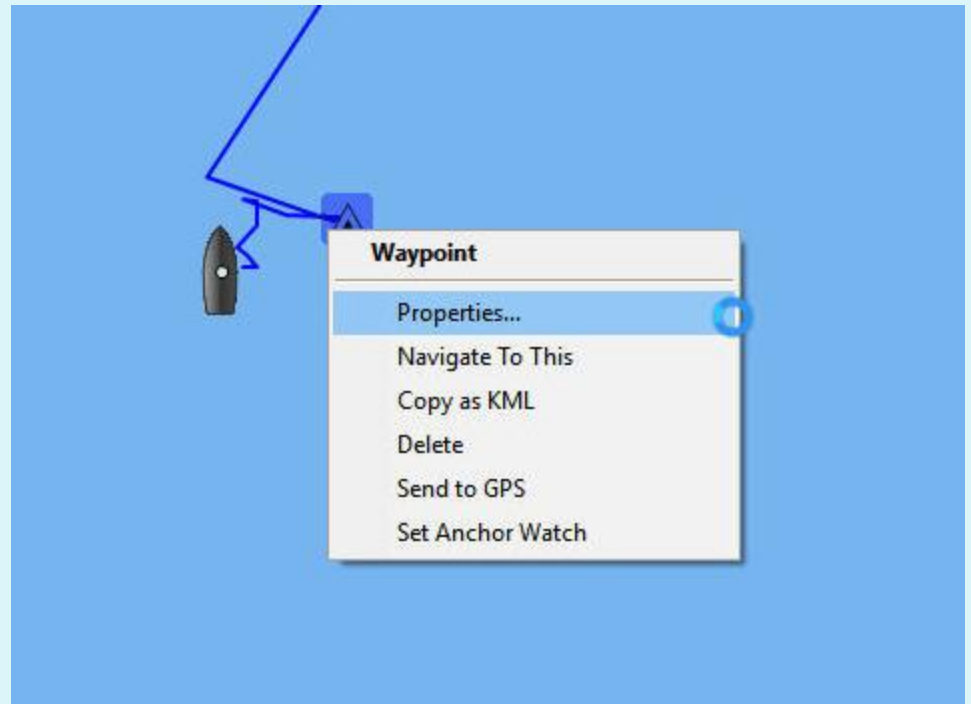 Waypoint
Properties...
Navigate To This
Copy as KML
Delete
Send to GPS
Set Anchor Watch